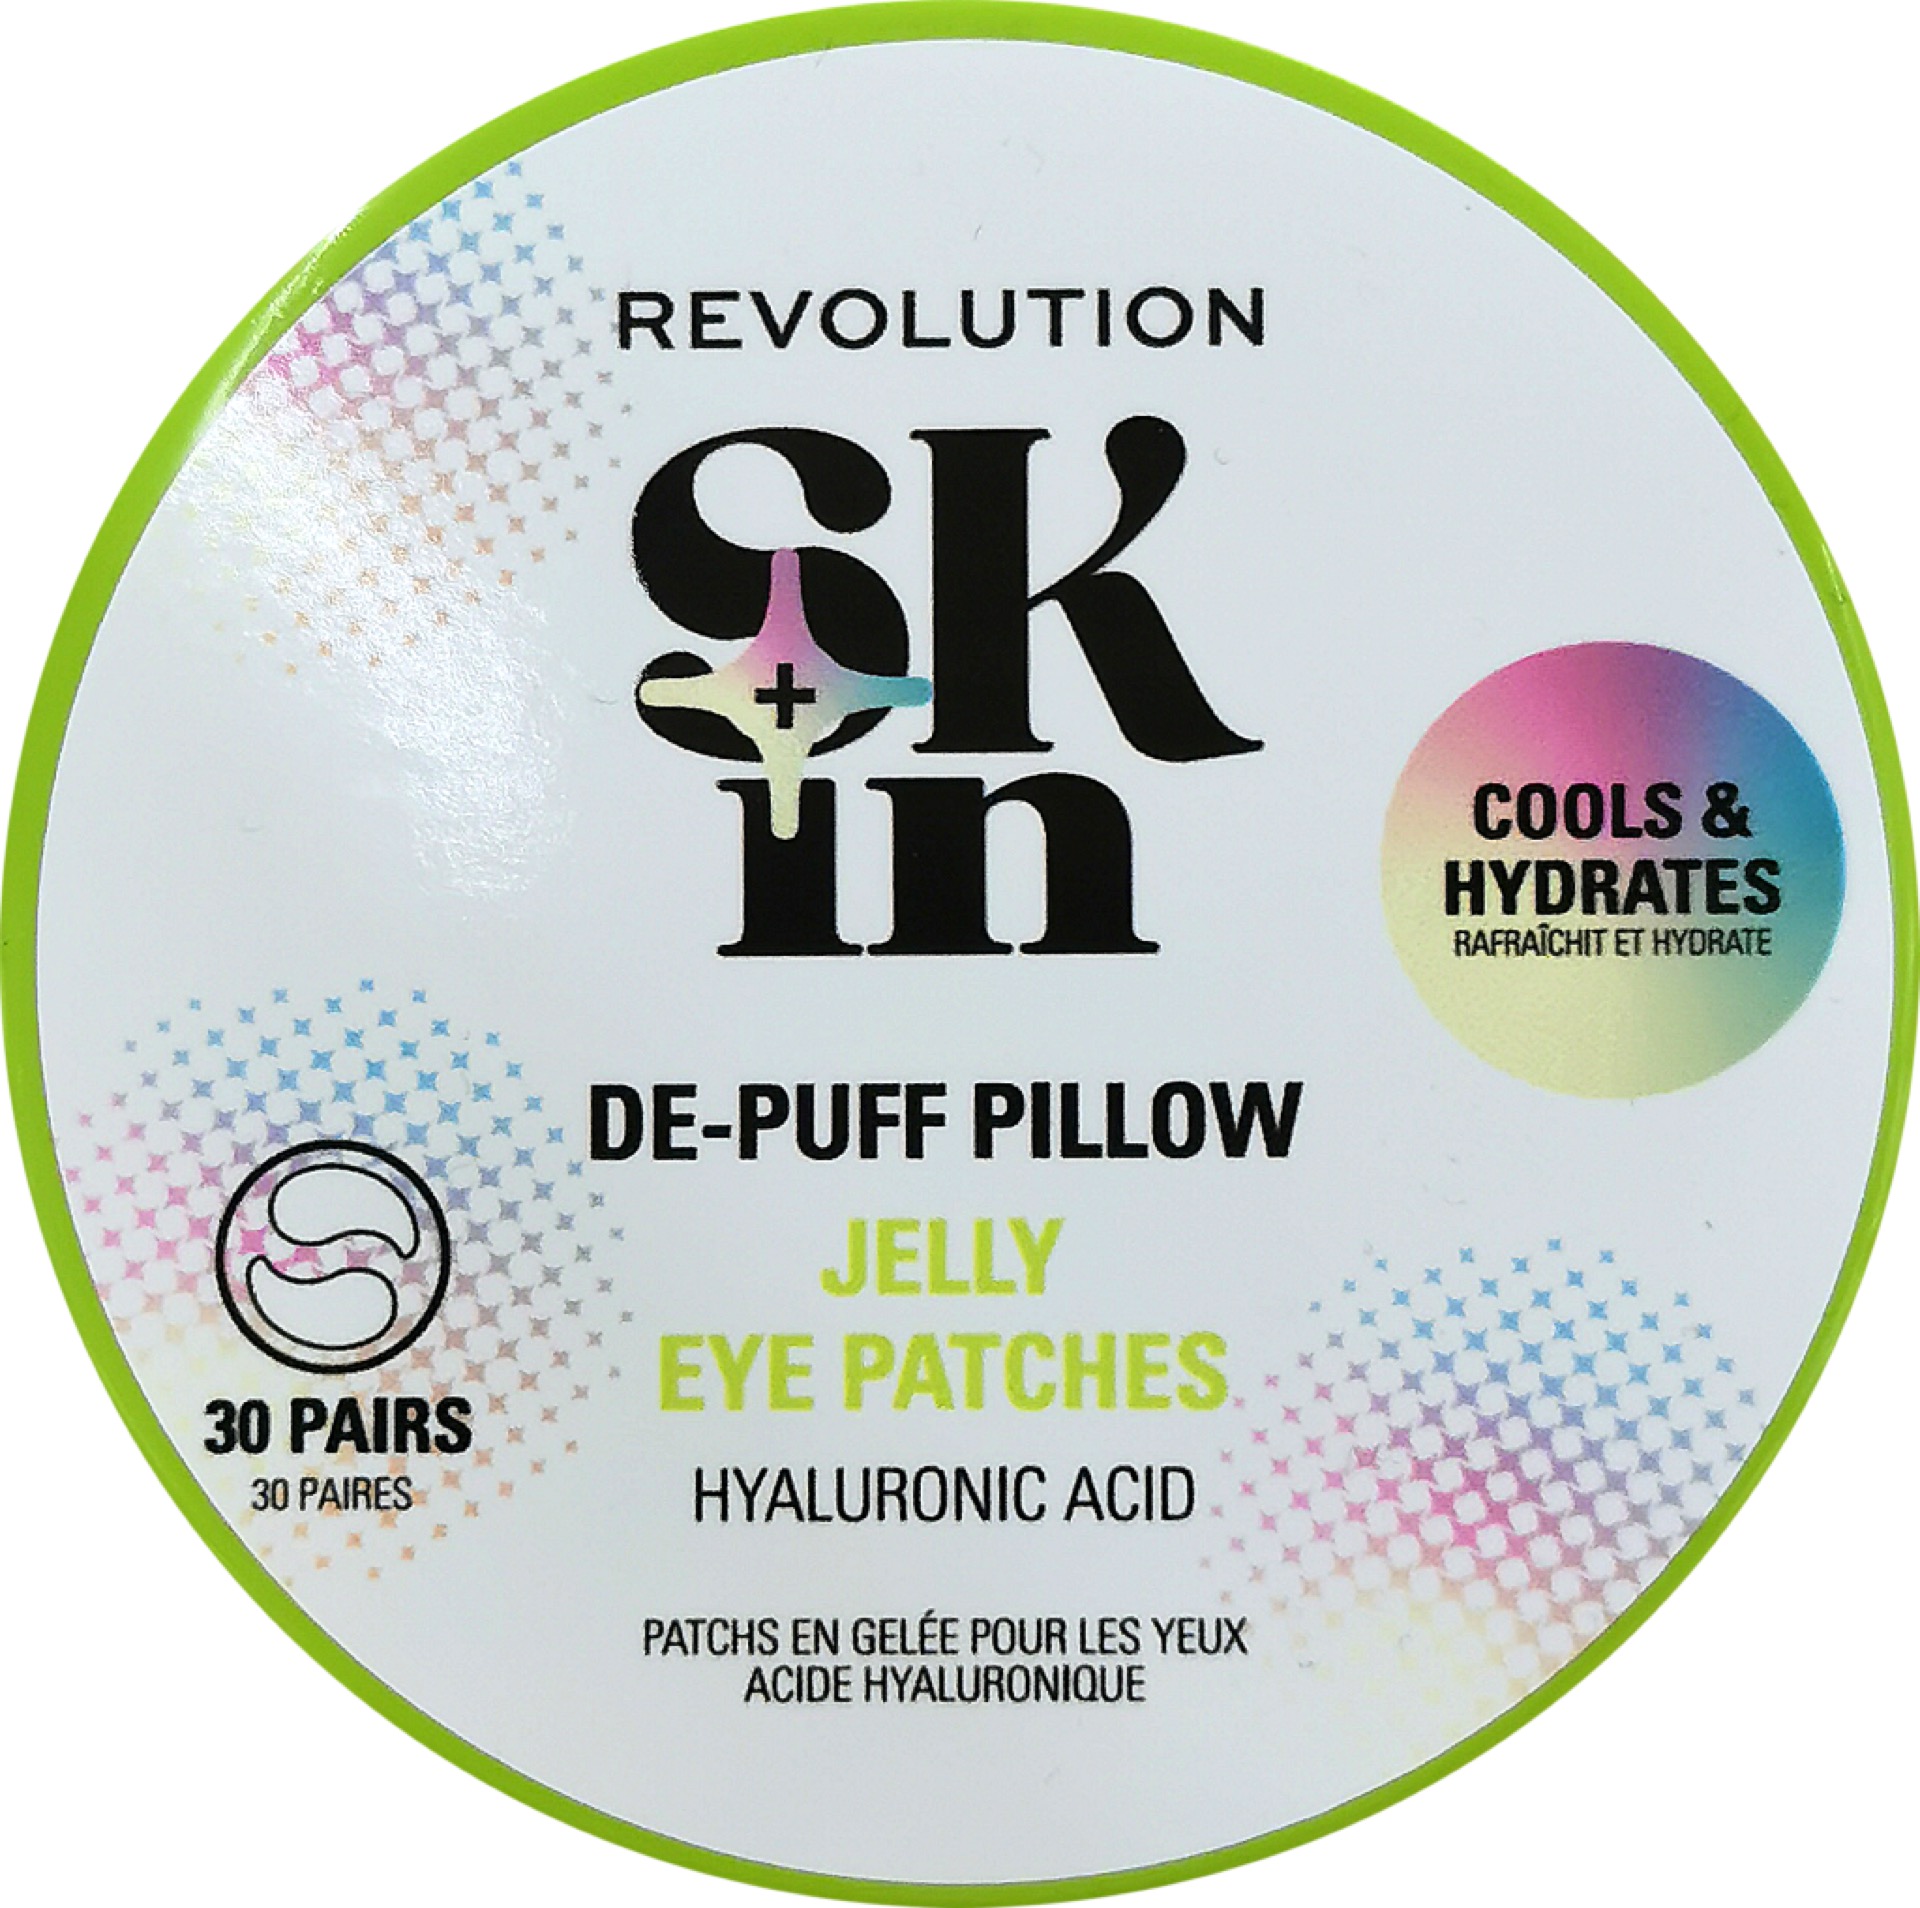 REVOLUTION
SK
+
in
COOLS &
HYDRATES
RAFRAÎCHIT ET HYDRATE
DE-PUFF PILLOW
JELLY
EYE PATCHES
HYALURONIC ACID
30 PAIRS
30 PAIRES
PATCHS EN GELÉE POUR LES YEUX
ACIDE HYALURONIQUE